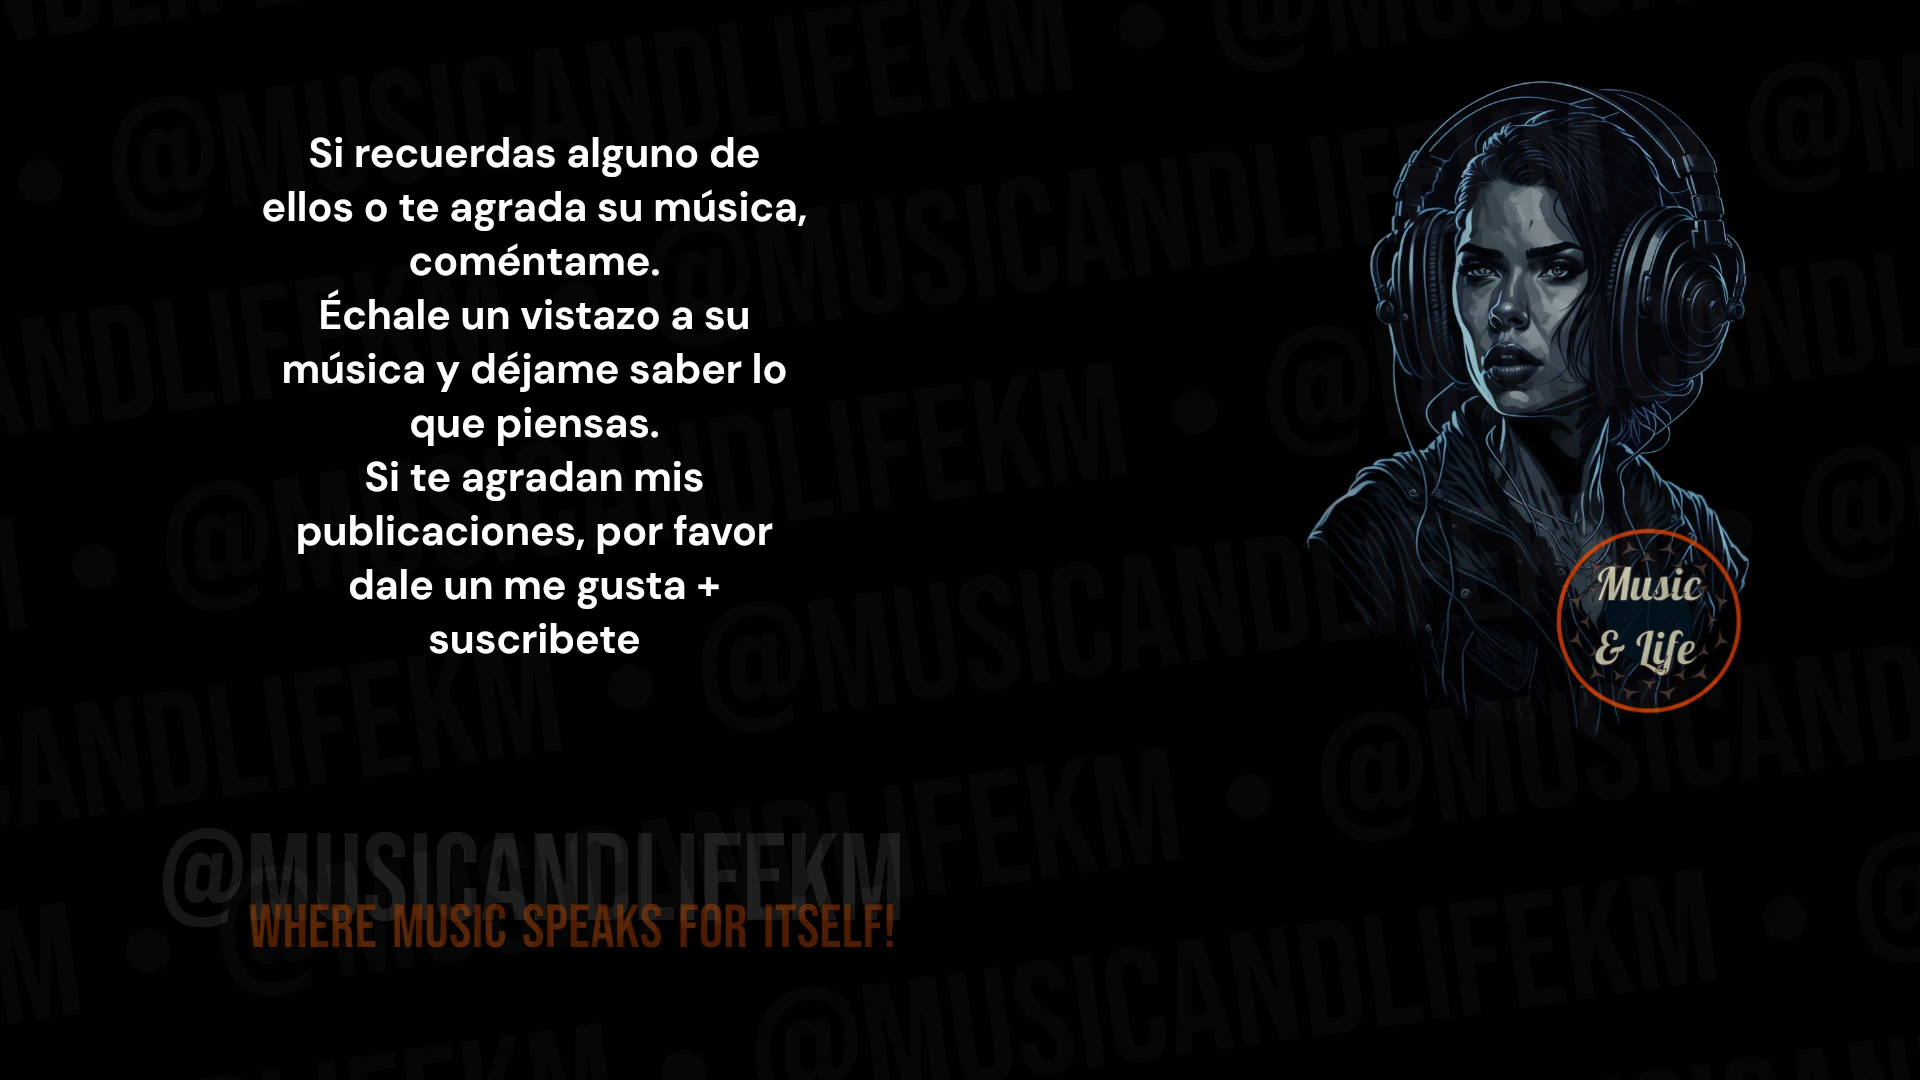 Si recuerdas alguno de
ellos o te agrada su música,
coméntame.
Échale un vistazo a su
música y déjame saber lo
que piensas.
Si te agradan mis
publicaciones, por favor
dale un me gusta +
suscribete
Music
& Life
@MUSICANDLIFEKM
WHERE MUSIC SPEAKS FOR ITSELF!